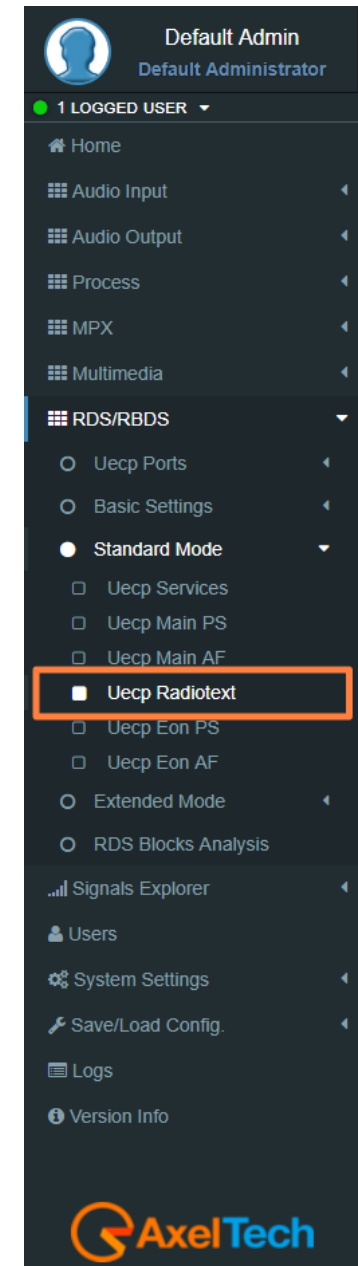 Default Admin
Default Administrator
1 LOGGED USER
Home
Audio Input
Audio Output
Process
MPX
Multimedia
RDS/RBDS
Uecp Ports
Basic Settings
Standard Mode
Uecp Services
Uecp Main PS
Uecp Main AF
Uecp Radiotext
Uecp Eon PS
Uecp Eon AF
Extended Mode
RDS Blocks Analysis
Signals Explorer
Users
System Settings
Save/Load Config.
Logs
Version Info
AxelTech